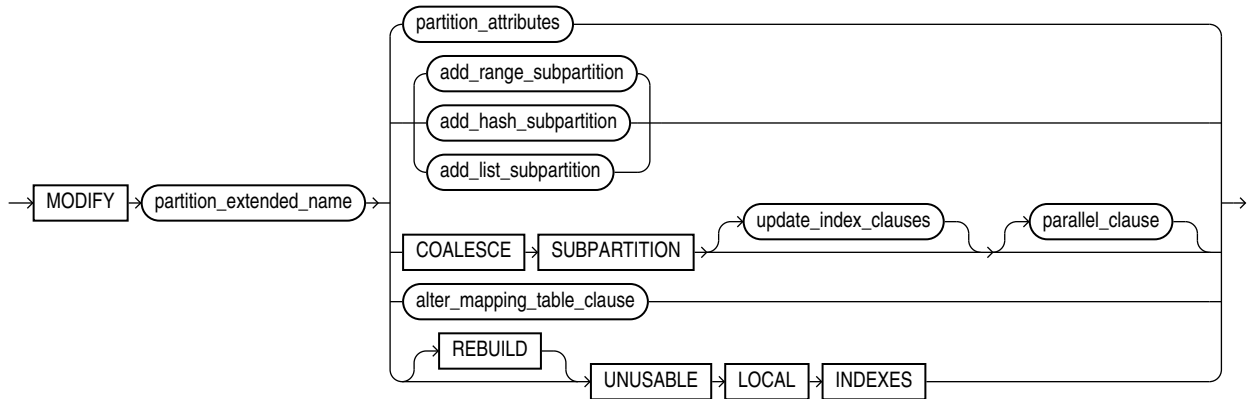 partition_attributes
add_range_subpartition
add_hash_subpartition
add_list_subpartition
MODIFY partition_extended_name
update_index_clauses parallel_clause
COALESCE SUBPARTITION
alter_mapping_table_clause
REBUILD
UNUSABLE LOCAL INDEXES